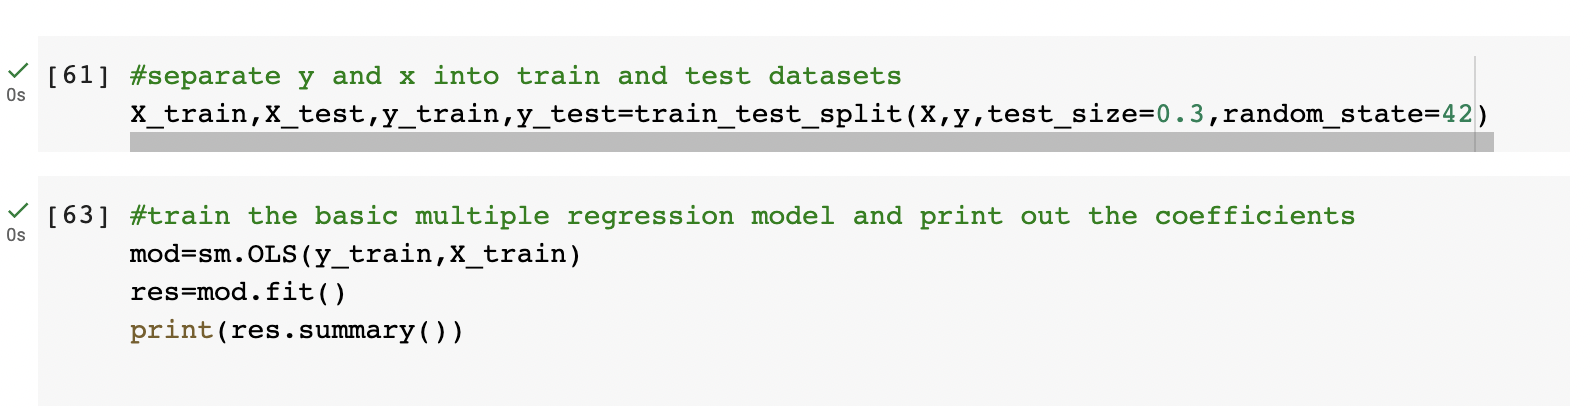 [61] #separate y and x into train and test datasets
0s X_train,X_test,y_train,y_test=train_test_split(X,y,test_size=0.3,random_state=42)
[63] #train the basic multiple regression model and print out the coefficients
0s mod=sm.OLS(y_train,X_train)
res=mod.fit()
print(res.summary())